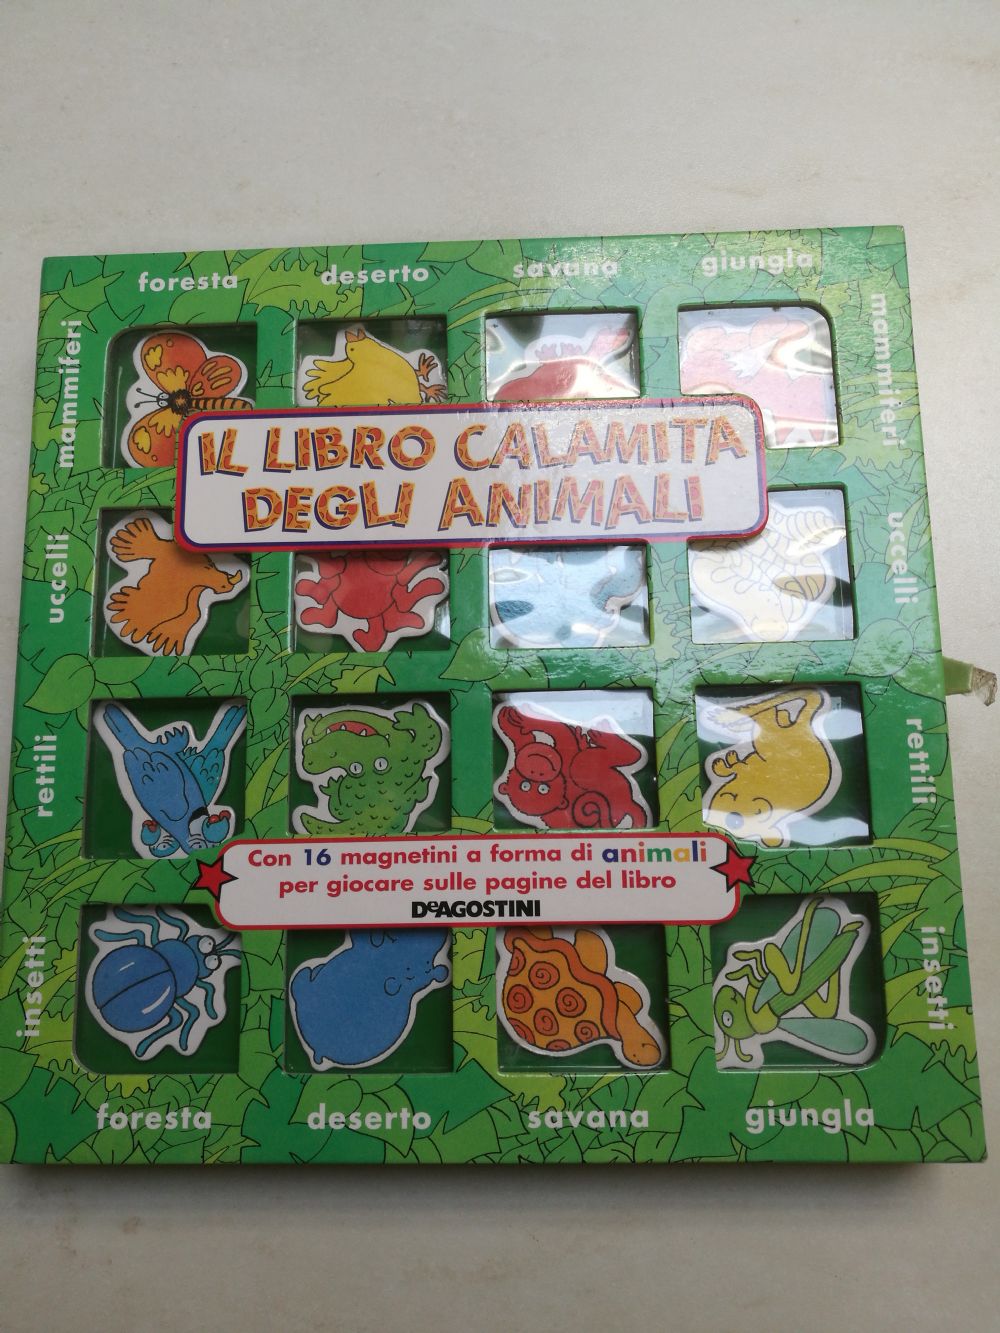 foresta deserto savana giungla
mammiferi
mammiferi
IL LIBRO CALAMITA
DEGLI ANIMALI
uccelli
uccelli
rettili
rettili
Con 16 magnetini a forma di animali
per giocare sulle pagine del libro
DeAGOSTINI
insetti
insetti
foresta deserto savana giungla